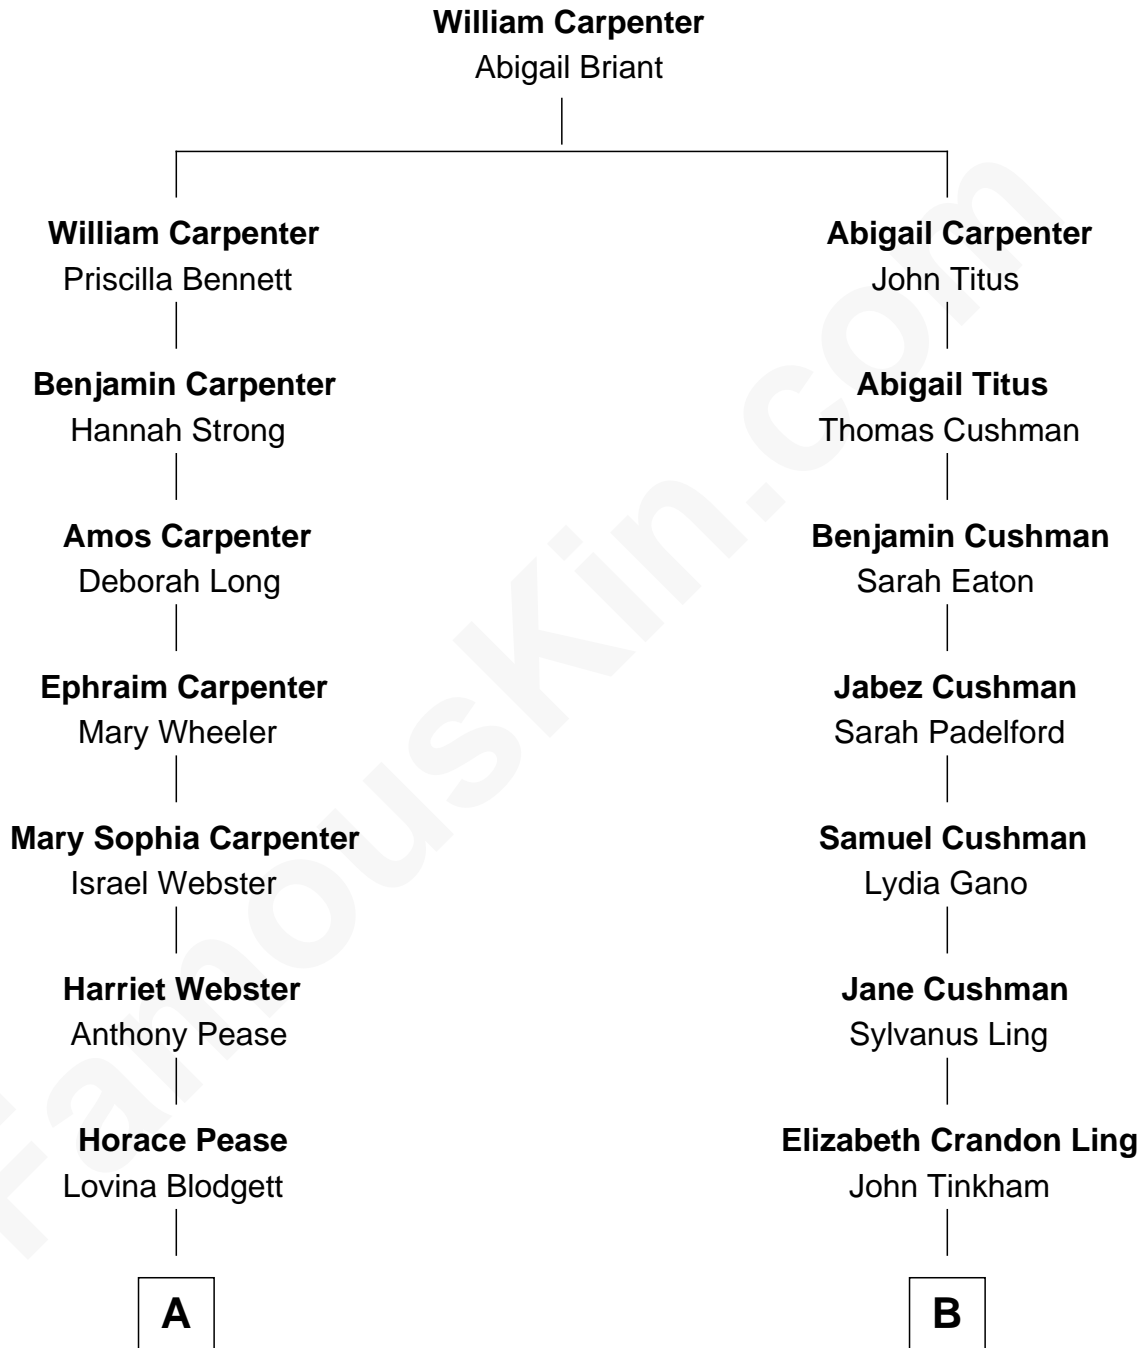 William Carpenter
Abigail Briant
William Carpenter
Priscilla Bennett
Abigail Carpenter
John Titus
Benjamin Carpenter
Hannah Strong
Abigail Titus
Thomas Cushman
Amos Carpenter
Deborah Long
Benjamin Cushman
Sarah Eaton
Ephraim Carpenter
Mary Wheeler
Jabez Cushman
Sarah Padelford
Mary Sophia Carpenter
Israel Webster
Samuel Cushman
Lydia Gano
Harriet Webster
Anthony Pease
Jane Cushman
Sylvanus Ling
Horace Pease
Lovina Blodgett
Elizabeth Crandon Ling
John Tinkham
A
B
FamousKin.com